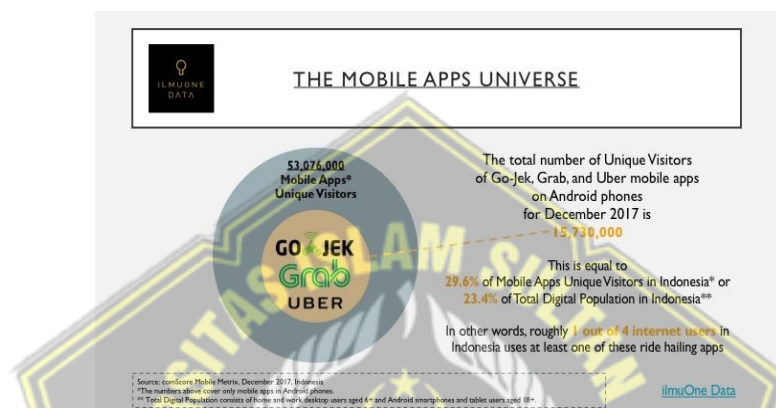 ILMUONE
DATA
THE MOBILE APPS UNIVERSE
53,076,000
Mobile Apps*
Unique Visitors
GO JEK
Grab
UBER
The total number of Unique Visitors
of Go-Jek, Grab, and Uber mobile apps
on Android phones
for December 2017 is
15,730,000
This is equal to
29.6% of Mobile Apps Unique Visitors in Indonesia* or
23.4% of Total Digital Population in Indonesia**
In other words, roughly 1 out of 4 internet users in
Indonesia uses at least one of these ride hailing apps
Source: comScore Mobile Metrix, December 2017, Indonesia
*The numbers above cover only mobile apps in Android phones.
** Total Digital Population consists of home and work desktop users aged 6+ and Android smartphones and tablet users aged 18+.
ilmuOne Data
SITAS ISLAM SULTAN